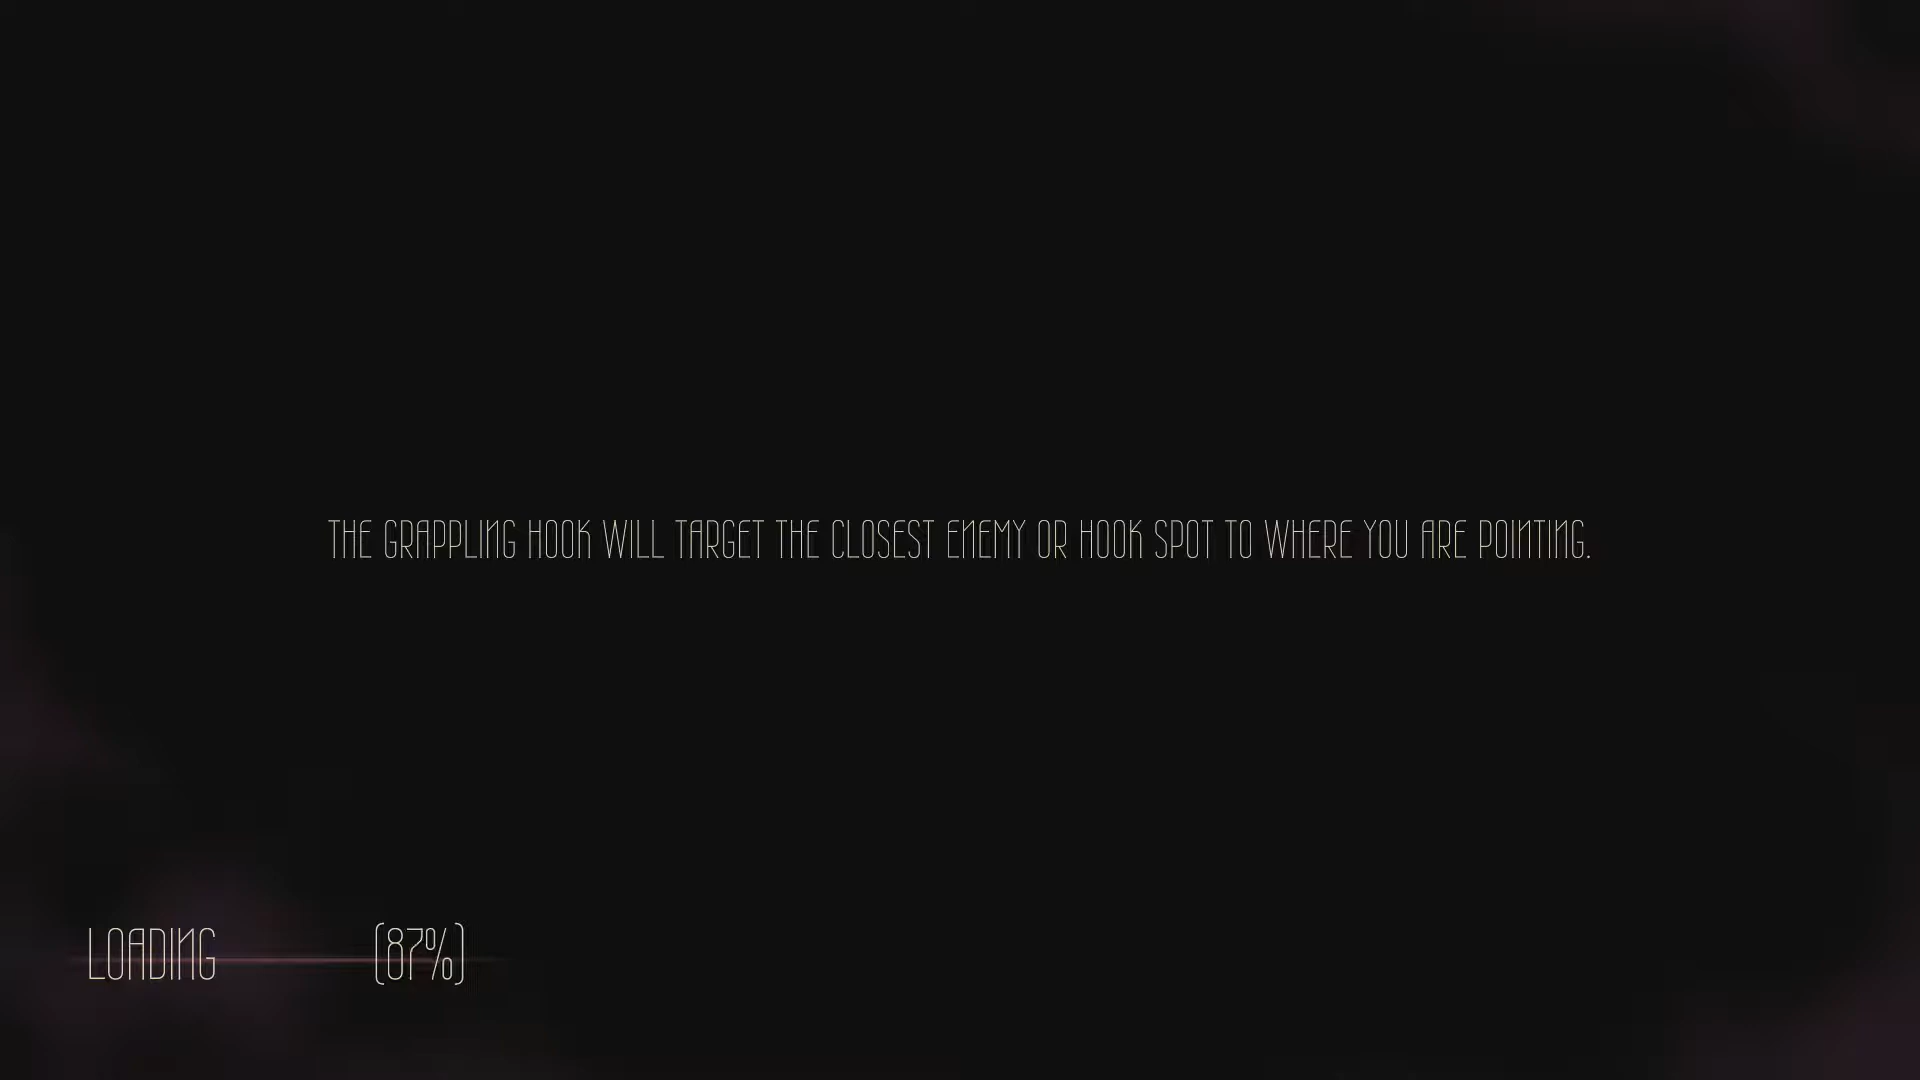 THE GRAPPLING HOOK WILL TARGET THE CLOSEST ENEMY OR HOOK SPOT TO WHERE YOU ARE POINTING.
LOADING (87%)